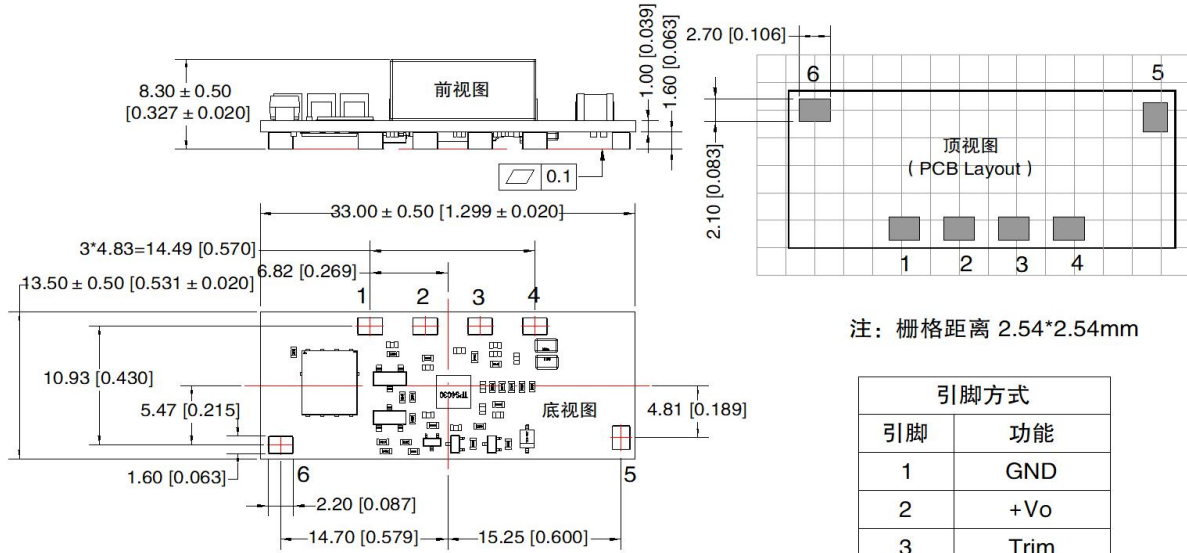 8.30 ± 0.50
[0.327 ± 0.020]
前视图
1.00 [0.039]
1.60 [0.063]
0.1
33.00 ± 0.50 [1.299 ± 0.020]
3*4.83=14.49 [0.570]
6.82 [0.269]
13.50 ± 0.50 [0.531 ± 0.020]
1 2 3 4
10.93 [0.430]
5.47 [0.215]
TPS4030
底视图
4.81 [0.189]
1.60 [0.063]
6
5
2.20 [0.087]
14.70 [0.579]
15.25 [0.600]
2.70 [0.106]
6
5
顶视图
( PCB Layout )
2.10 [0.083]
1 2 3 4
注: 栅格距离 2.54*2.54mm
引脚方式
引脚 功能
1 GND
2 +Vo
3 Trim